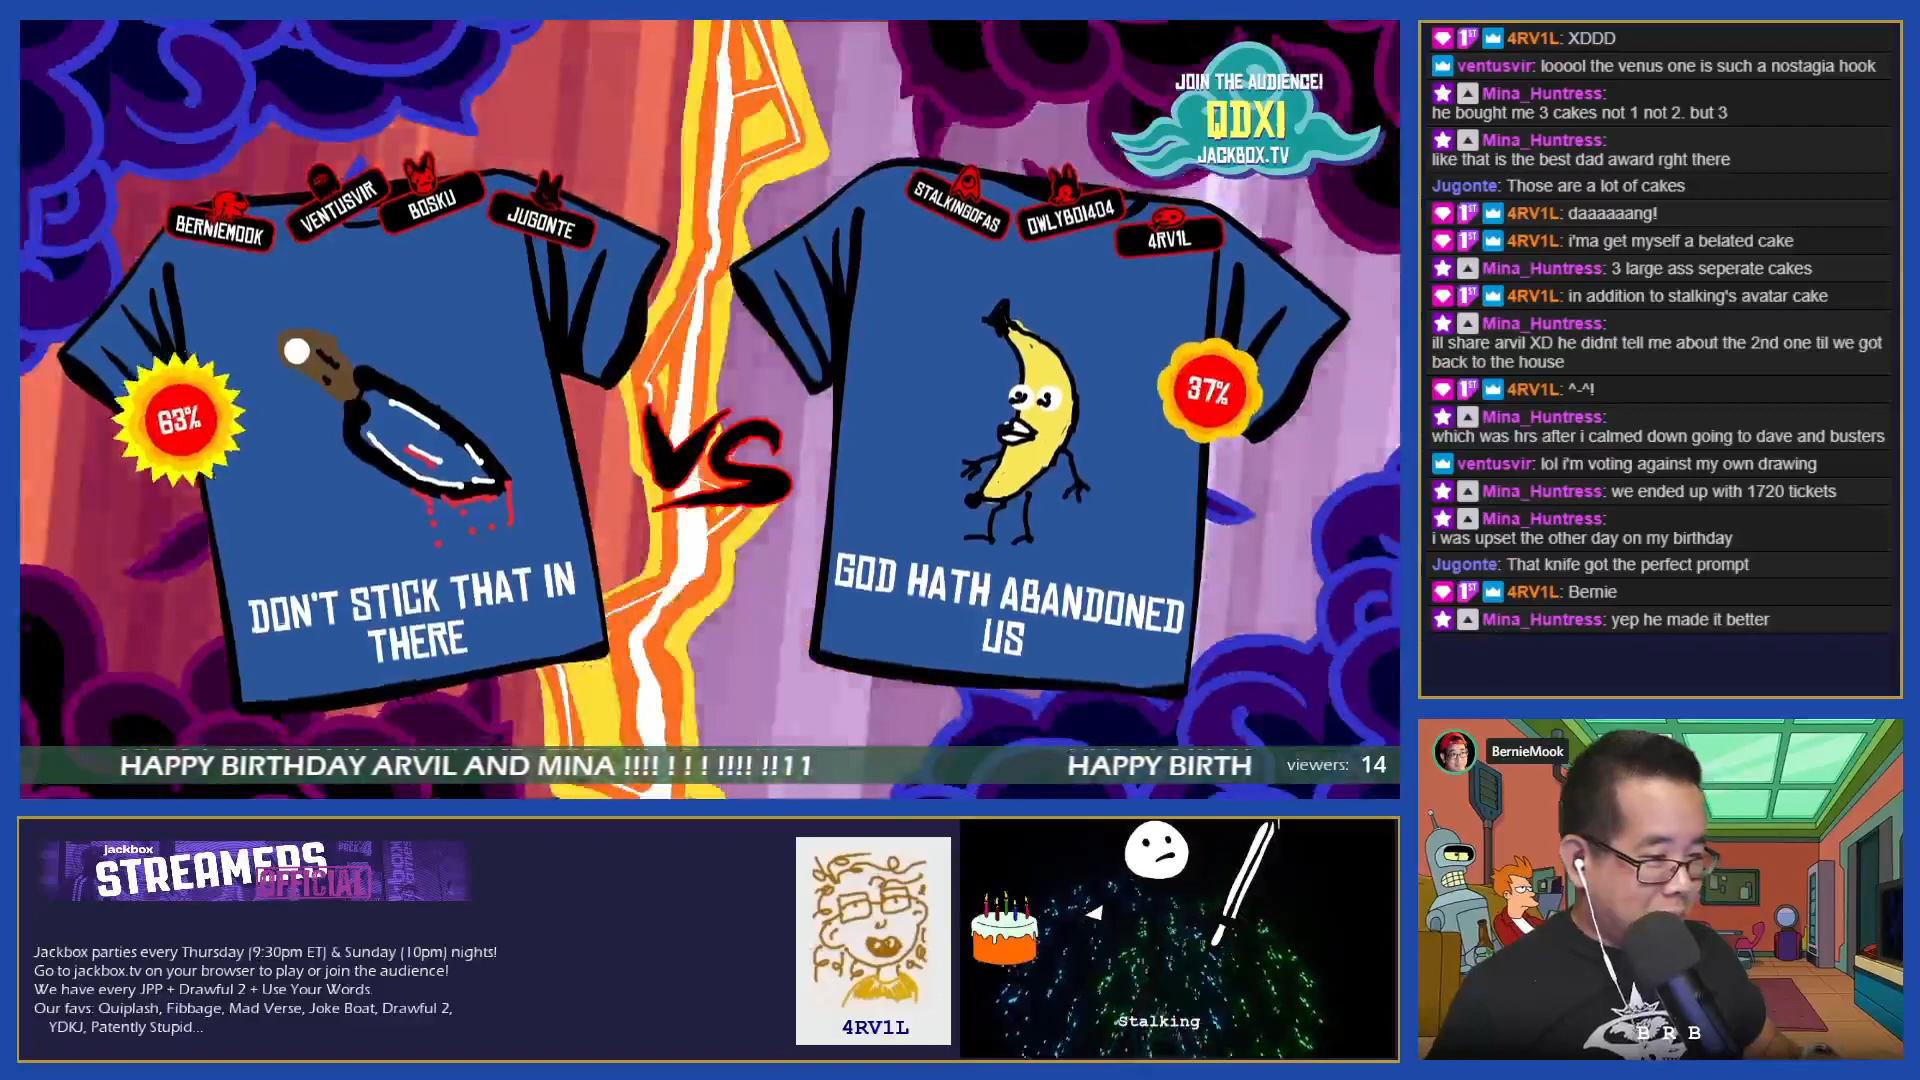 JOIN THE AUDIENCE!
QDXI
JACKBOX.TV
BERNIEMOOK
VENTUSVIR
BOSKU
JUGONTE
STALKINGOFAS
OWLYBOI404
4RV1L
63%
37%
VS
DON'T STICK THAT IN
THERE
GOD HATH ABANDONED
US
HAPPY BIRTHDAY ARVIL AND MINA !!!! ! ! ! !!!! !!11
HAPPY BIRTH
viewers: 14
4RV1L: XDDD
ventusvir: looool the venus one is such a nostagia hook
Mina_Huntress:
he bought me 3 cakes not 1 not 2. but 3
Mina_Huntress:
like that is the best dad award rght there
Jugonte: Those are a lot of cakes
4RV1L: daaaaaang!
4RV1L: i'ma get myself a belated cake
Mina_Huntress: 3 large ass seperate cakes
4RV1L: in addition to stalking's avatar cake
Mina_Huntress:
ill share arvil XD he didnt tell me about the 2nd one til we got
back to the house
4RV1L: ^-^!
Mina_Huntress:
which was hrs after i calmed down going to dave and busters
ventusvir: lol i'm voting against my own drawing
Mina_Huntress: we ended up with 1720 tickets
Mina_Huntress:
i was upset the other day on my birthday
Jugonte: That knife got the perfect prompt
4RV1L: Bernie
Mina_Huntress: yep he made it better
BernieMook
B R B
jackbox
STREAMERS
OFFICIAL
Jackbox parties every Thursday (9:30pm ET) & Sunday (10pm) nights!
Go to jackbox.tv on your browser to play or join the audience!
We have every JPP + Drawful 2 + Use Your Words.
Our favs: Quiplash, Fibbage, Mad Verse, Joke Boat, Drawful 2,
YDKJ, Patently Stupid...
4RV1L
Stalking